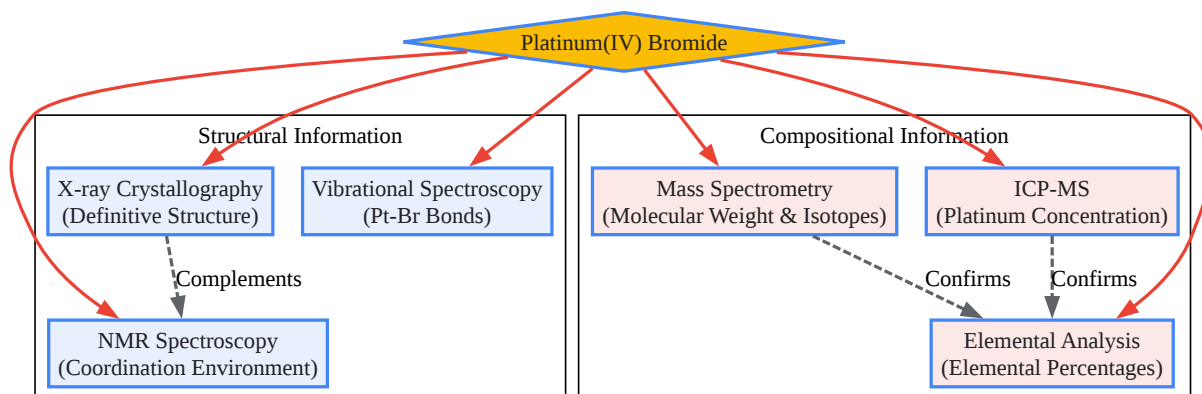 Platinum(IV) Bromide
Structural Information
Compositional Information
X-ray Crystallography
(Definitive Structure)
Vibrational Spectroscopy
(Pt-Br Bonds)
Mass Spectrometry
(Molecular Weight & Isotopes)
ICP-MS
(Platinum Concentration)
Complements
Confirms
Confirms
NMR Spectroscopy
(Coordination Environment)
Elemental Analysis
(Elemental Percentages)